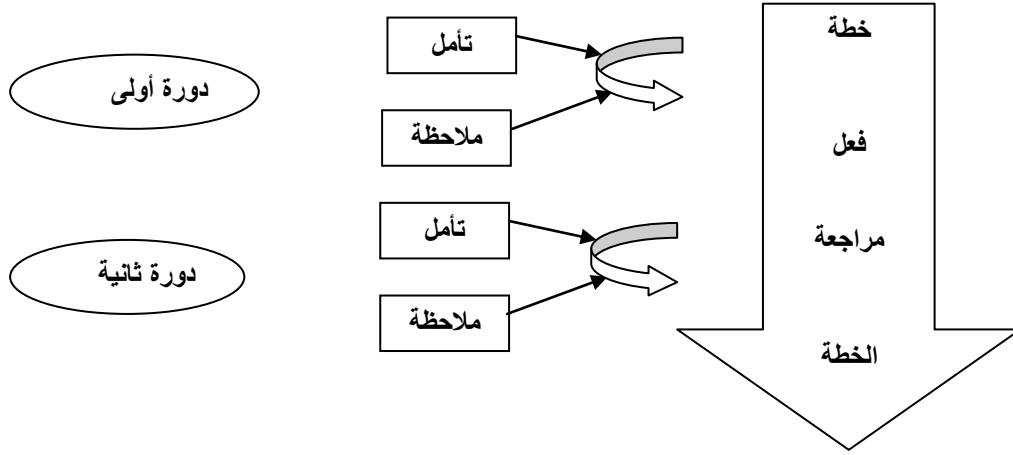 خطة
تأمل
دورة أولى
ملاحظة
فعل
تأمل
مراجعة
دورة ثانية
ملاحظة
الخطة